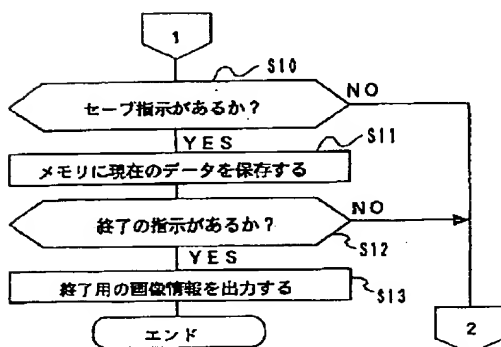 1
S10
セーブ指示があるか?
NO
YES
S11
メモリに現在のデータを保存する
終了の指示があるか?
NO
S12
YES
終了用の画像情報を出力する
S13
エンド
2